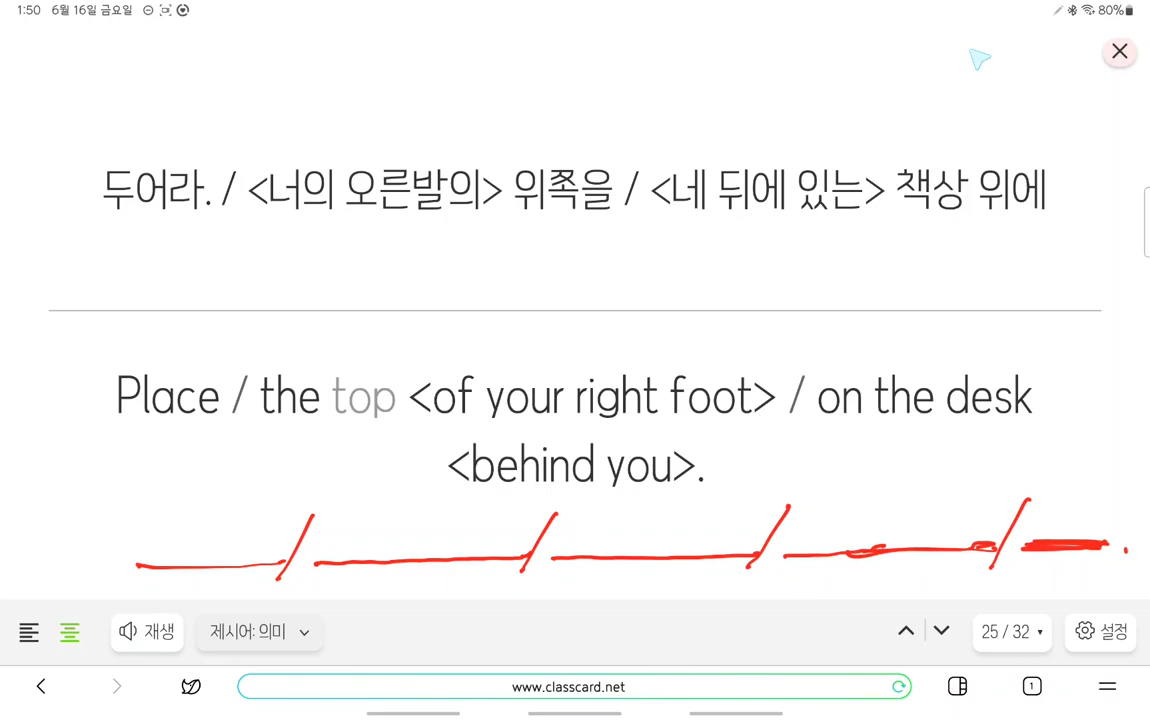 1:50 6월 16일 금요일 80%
두어라. / <너의 오른발의> 위쪽을 / <네 뒤에 있는> 책상 위에
Place / the top <of your right foot> / on the desk
<behind you>.
재생 제시어: 의미 25 / 32 설정
www.classcard.net 1